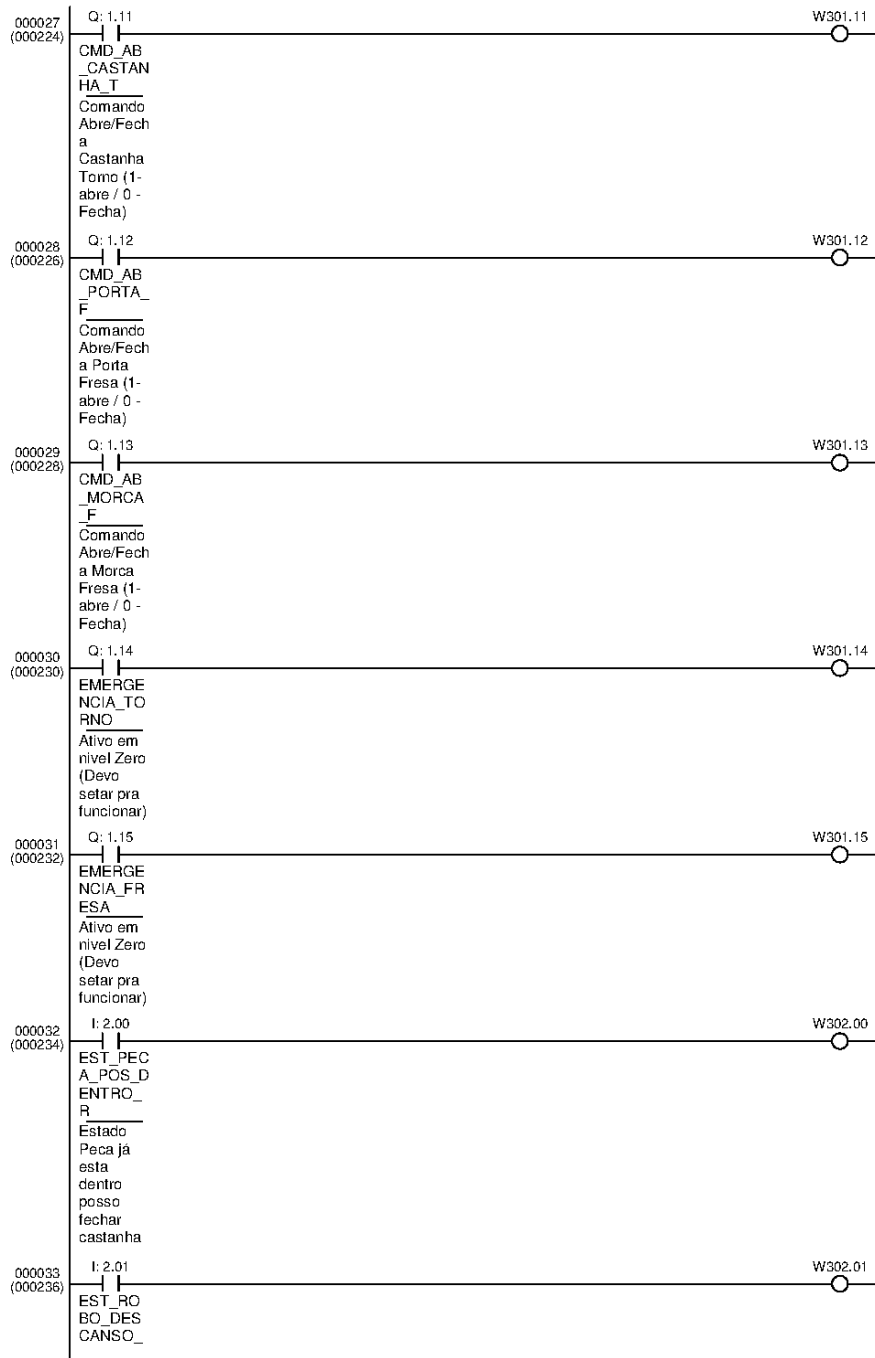 000027
(000224)
Q: 1.11
W301.11
CMD_AB
_CASTAN
HA_T
Comando
Abre/Fech
a
Castanha
Torno (1-
abre / 0 -
Fecha)
000028
(000226)
Q: 1.12
W301.12
CMD_AB
_PORTA_
F
Comando
Abre/Fech
a Porta
Fresa (1-
abre / 0 -
Fecha)
000029
(000228)
Q: 1.13
W301.13
CMD_AB
_MORCA
_F
Comando
Abre/Fech
a Morca
Fresa (1-
abre / 0 -
Fecha)
000030
(000230)
Q: 1.14
W301.14
EMERGE
NCIA_TO
RNO
Ativo em
nivel Zero
(Devo
setar pra
funcionar)
000031
(000232)
Q: 1.15
W301.15
EMERGE
NCIA_FR
ESA
Ativo em
nivel Zero
(Devo
setar pra
funcionar)
000032
(000234)
I: 2.00
W302.00
EST_PEC
A_POS_D
ENTRO_
R
Estado
Peca já
esta
dentro
posso
fechar
castanha
000033
(000236)
I: 2.01
W302.01
EST_RO
BO_DES
CANSO_